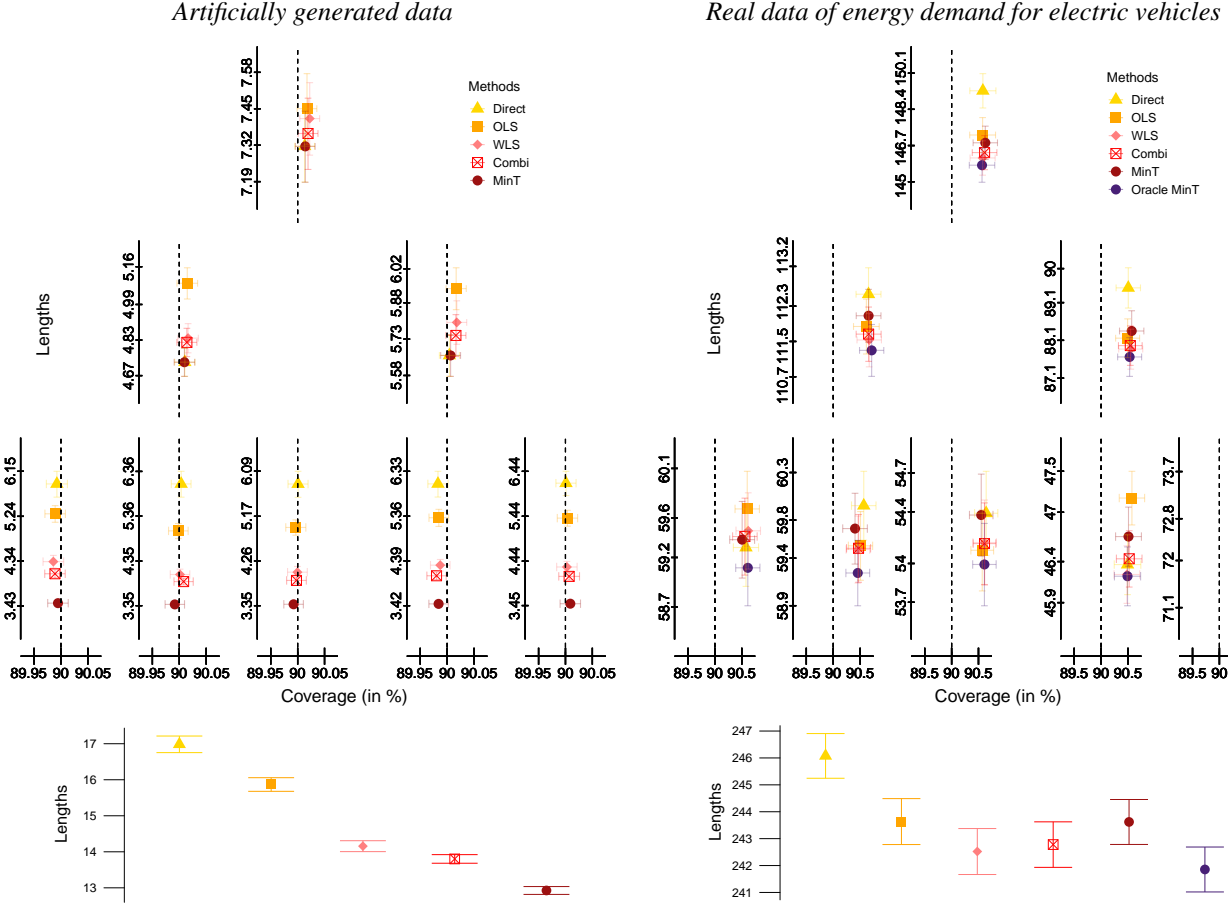 Artificially generated data
Real data of energy demand for electric vehicles
7.58
7.45
7.32
7.19
Methods
Direct
OLS
WLS
Combi
MinT
150.1
148.4
146.7
145
Methods
Direct
OLS
WLS
Combi
MinT
Oracle MinT
Lengths
5.16
4.99
4.83
4.67
6.02
5.88
5.73
5.58
Lengths
113.2
112.3
111.5
110.7
90
89.1
88.1
87.1
6.15
5.24
4.34
3.43
6.36
5.36
4.35
3.35
6.09
5.17
4.26
3.35
6.33
5.36
4.39
3.42
6.44
5.44
4.44
3.45
60.1
59.6
59.2
58.7
60.3
59.8
59.4
58.9
54.7
54.4
54
53.7
47.5
47
46.4
45.9
73.7
72.8
72
71.1
89.95 90 90.05
89.95 90 90.05
89.95 90 90.05
89.95 90 90.05
89.95 90 90.05
89.5 90 90.5
89.5 90 90.5
89.5 90 90.5
89.5 90 90.5
89.5 90
Coverage (in %)
Coverage (in %)
Lengths
17
16
15
14
13
Lengths
247
246
245
244
243
242
241